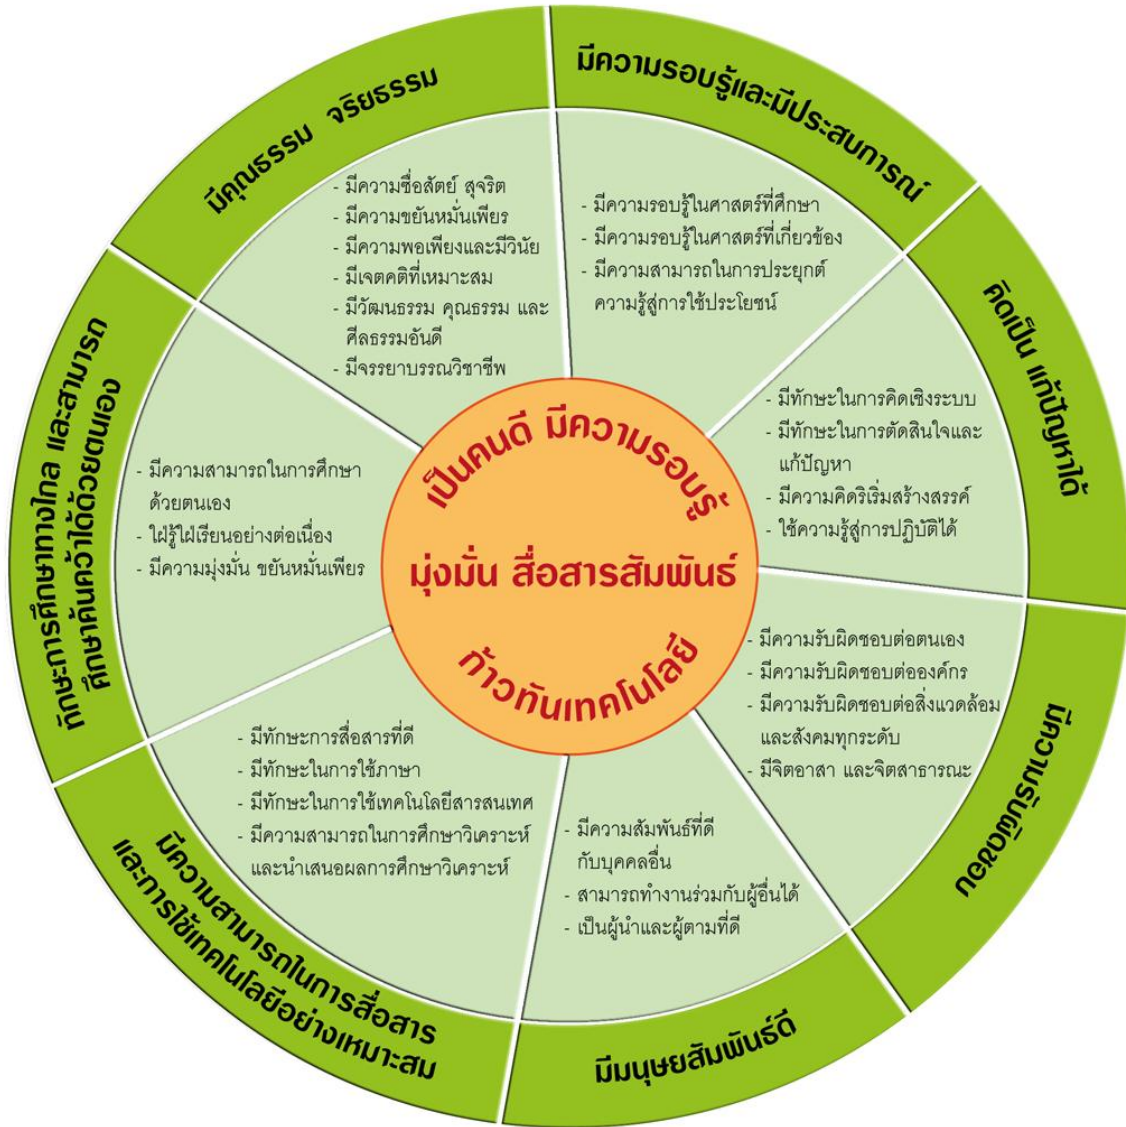 มีคุณธรรม จริยธรรม
- มีความซื่อสัตย์ สุจริต
- มีความขยันหมั่นเพียร
- มีความพอเพียงและมีวินัย
- มีเจตคติที่เหมาะสม
- มีวัฒนธรรม คุณธรรม และ
ศีลธรรมอันดี
- มีจรรยาบรรณวิชาชีพ
มีความรอบรู้และมีประสบการณ์
- มีความรอบรู้ในศาสตร์ที่ศึกษา
- มีความรอบรู้ในศาสตร์ที่เกี่ยวข้อง
- มีความสามารถในการประยุกต์
ความรู้สู่การใช้ประโยชน์
คิดเป็น แก้ปัญหาได้
- มีทักษะในการคิดเชิงระบบ
- มีทักษะในการตัดสินใจและ
แก้ปัญหา
- มีความคิดริเริ่มสร้างสรรค์
- ใช้ความรู้สู่การปฏิบัติได้
มีความรับผิดชอบ
- มีความรับผิดชอบต่อตนเอง
- มีความรับผิดชอบต่อองค์กร
- มีความรับผิดชอบต่อสิ่งแวดล้อม
และสังคมทุกระดับ
- มีจิตอาสา และจิตสาธารณะ
มีมนุษยสัมพันธ์ดี
- มีความสัมพันธ์ที่ดี
กับบุคคลอื่น
- สามารถทำงานร่วมกับผู้อื่นได้
- เป็นผู้นำและผู้ตามที่ดี
มีความสามารถในการสื่อสาร
และการใช้เทคโนโลยีอย่างเหมาะสม
- มีทักษะการสื่อสารที่ดี
- มีทักษะในการใช้ภาษา
- มีทักษะในการใช้เทคโนโลยีสารสนเทศ
- มีความสามารถในการศึกษาวิเคราะห์
และนำเสนอผลการศึกษาวิเคราะห์
ทักษะการศึกษาทางไกล และสามารถ
ศึกษาค้นคว้าได้ด้วยตนเอง
- มีความสามารถในการศึกษา
ด้วยตนเอง
- ใฝ่รู้ใฝ่เรียนอย่างต่อเนื่อง
- มีความมุ่งมั่น ขยันหมั่นเพียร
เป็นคนดี มีความรอบรู้
มุ่งมั่น สื่อสารสัมพันธ์
ก้าวทันเทคโนโลยี